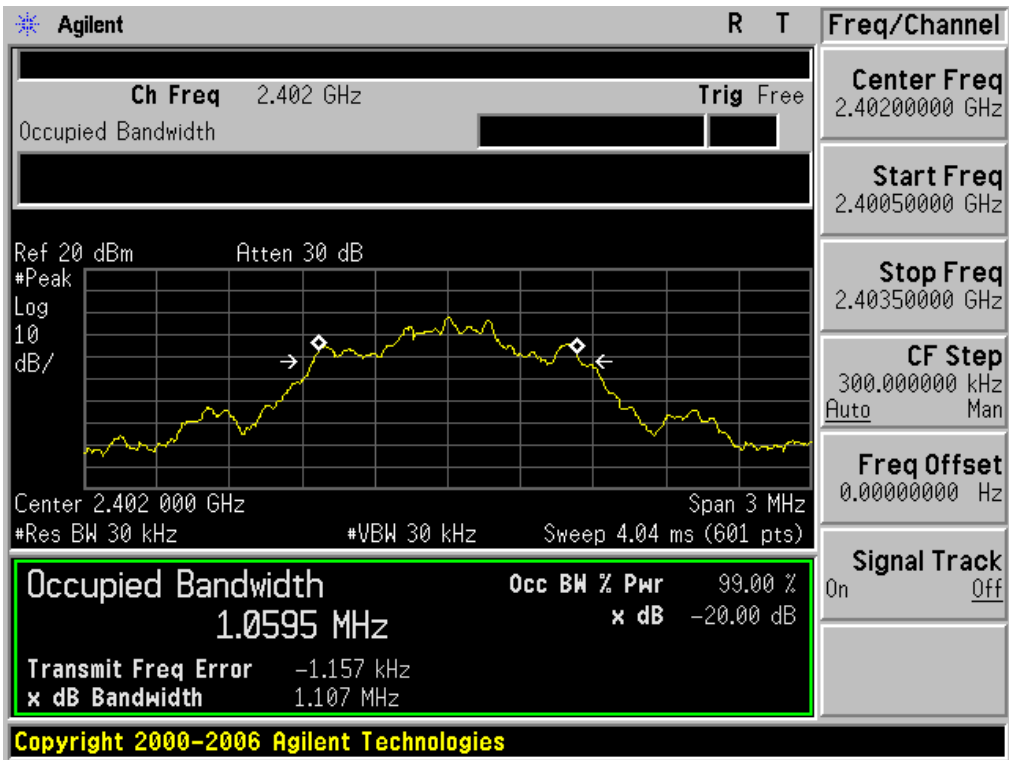 Agilent R T
Ch Freq 2.402 GHz Trig Free
Occupied Bandwidth
Ref 20 dBm Atten 30 dB
#Peak
Log
10
dB/
Center 2.402 000 GHz Span 3 MHz
#Res BW 30 kHz #VBW 30 kHz Sweep 4.04 ms (601 pts)
Occupied Bandwidth
1.0595 MHz
Occ BW % Pwr 99.00 %
x dB -20.00 dB
Transmit Freq Error -1.157 kHz
x dB Bandwidth 1.107 MHz
Copyright 2000-2006 Agilent Technologies
Freq/Channel
Center Freq
2.40200000 GHz
Start Freq
2.40050000 GHz
Stop Freq
2.40350000 GHz
CF Step
300.000000 kHz
Auto Man
Freq Offset
0.00000000 Hz
Signal Track
On Off